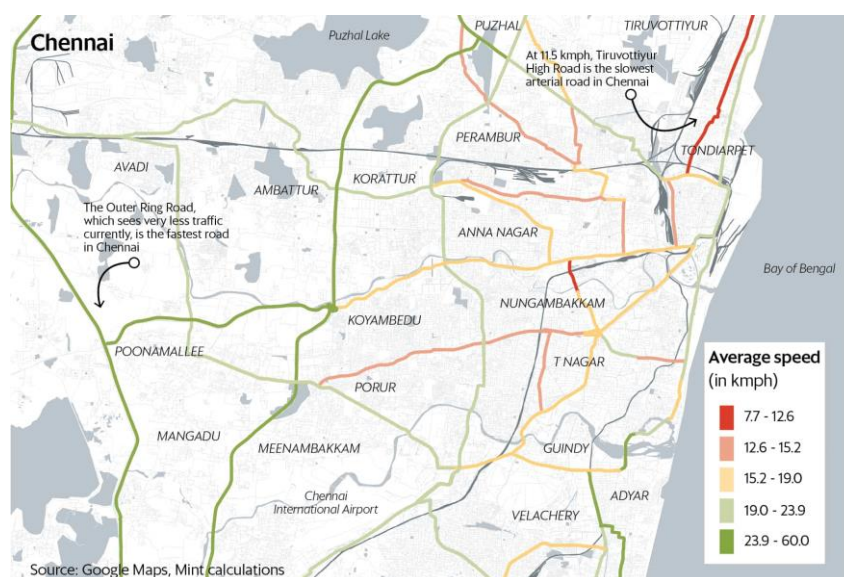 Chennai
Puzhal Lake
PUZHAL
TIRUVOTTIYUR
At 11.5 kmph, Tiruvottiyur
High Road is the slowest
arterial road in Chennai
PERAMBUR
TONDIARPET
AVADI
AMBATTUR
KORATTUR
The Outer Ring Road,
which sees very less traffic
currently, is the fastest road
in Chennai
ANNA NAGAR
Bay of Bengal
NUNGAMBAKKAM
KOYAMBEDU
POONAMALLEE
T NAGAR
PORUR
Average speed
(in kmph)
7.7 - 12.6
12.6 - 15.2
15.2 - 19.0
19.0 - 23.9
23.9 - 60.0
MANGADU
MEENAMBAKKAM
GUINDY
Chennai
International Airport
ADYAR
VELACHERY
Source: Google Maps, Mint calculations